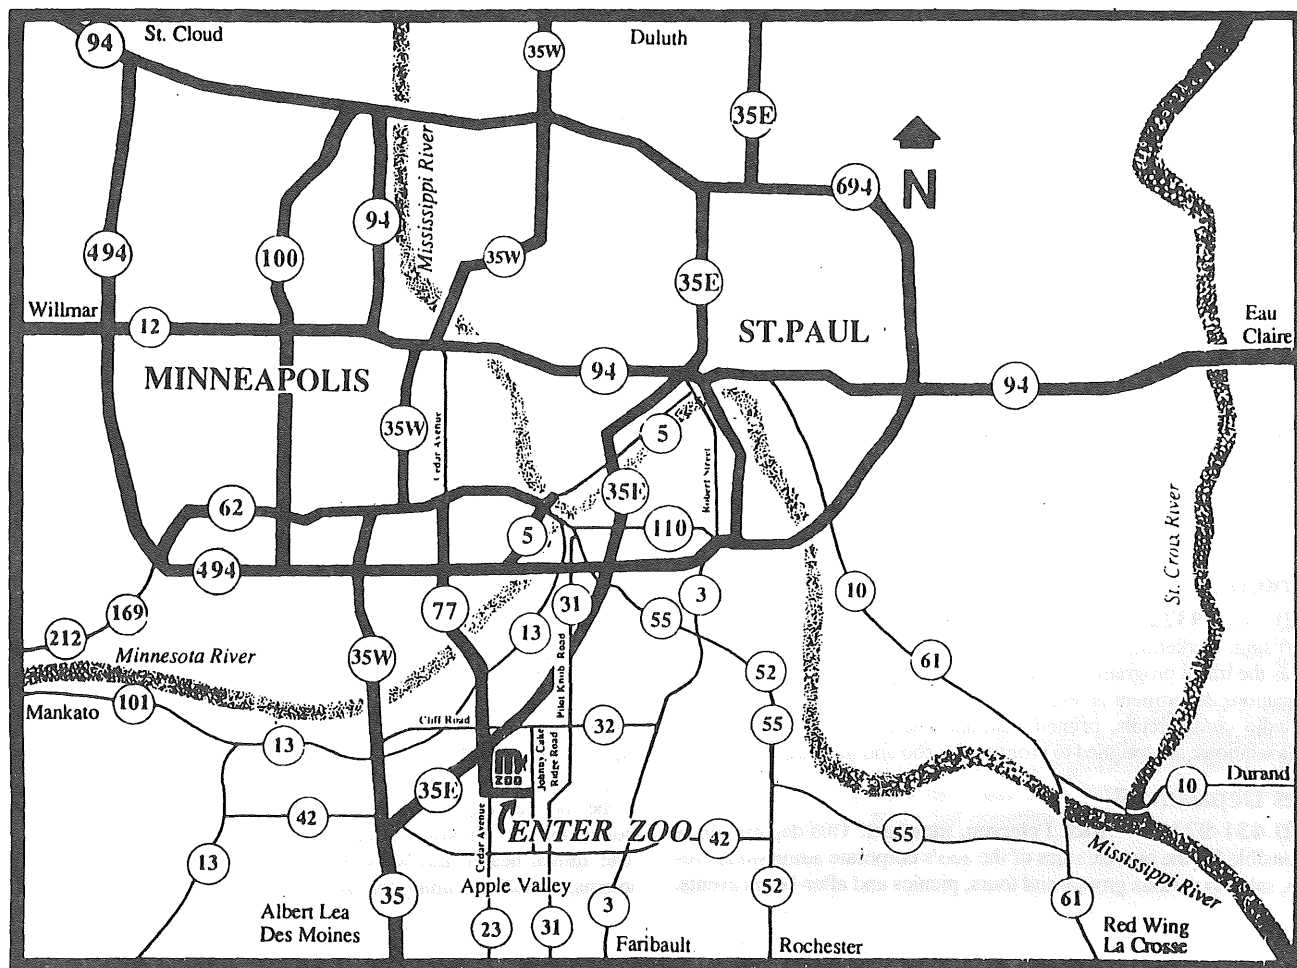 94
St. Cloud
35W
Duluth
35E
Mississippi River
694
N
94
494
100
35W
35E
Willmar
12
ST.PAUL
Eau
Claire
MINNEAPOLIS
94
94
35W
Cedar Avenue
5
Robert Street
35E
62
5
110
St. Croix River
494
10
3
31
77
169
13
55
212
Minnesota River
35W
Pilot Knob Road
52
61
101
Mankato
Cliff Road
32
55
13
ZOO
Johnny Cake
Ridge Road
35E
10
Durand
42
ENTER ZOO
42
55
13
Cedar Avenue
Mississippi River
Apple Valley
52
35
3
61
Albert Lea
Des Moines
23
31
Faribault
Rochester
Red Wing
La Crosse